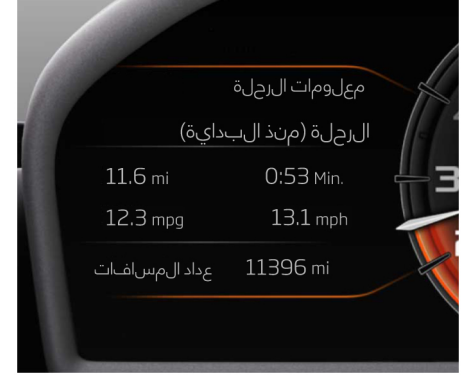 معلومات الرحلة
الرحلة (منذ البداية)
11.6 mi 0:53 Min.
12.3 mpg 13.1 mph
عداد المسافات 11396 mi
3